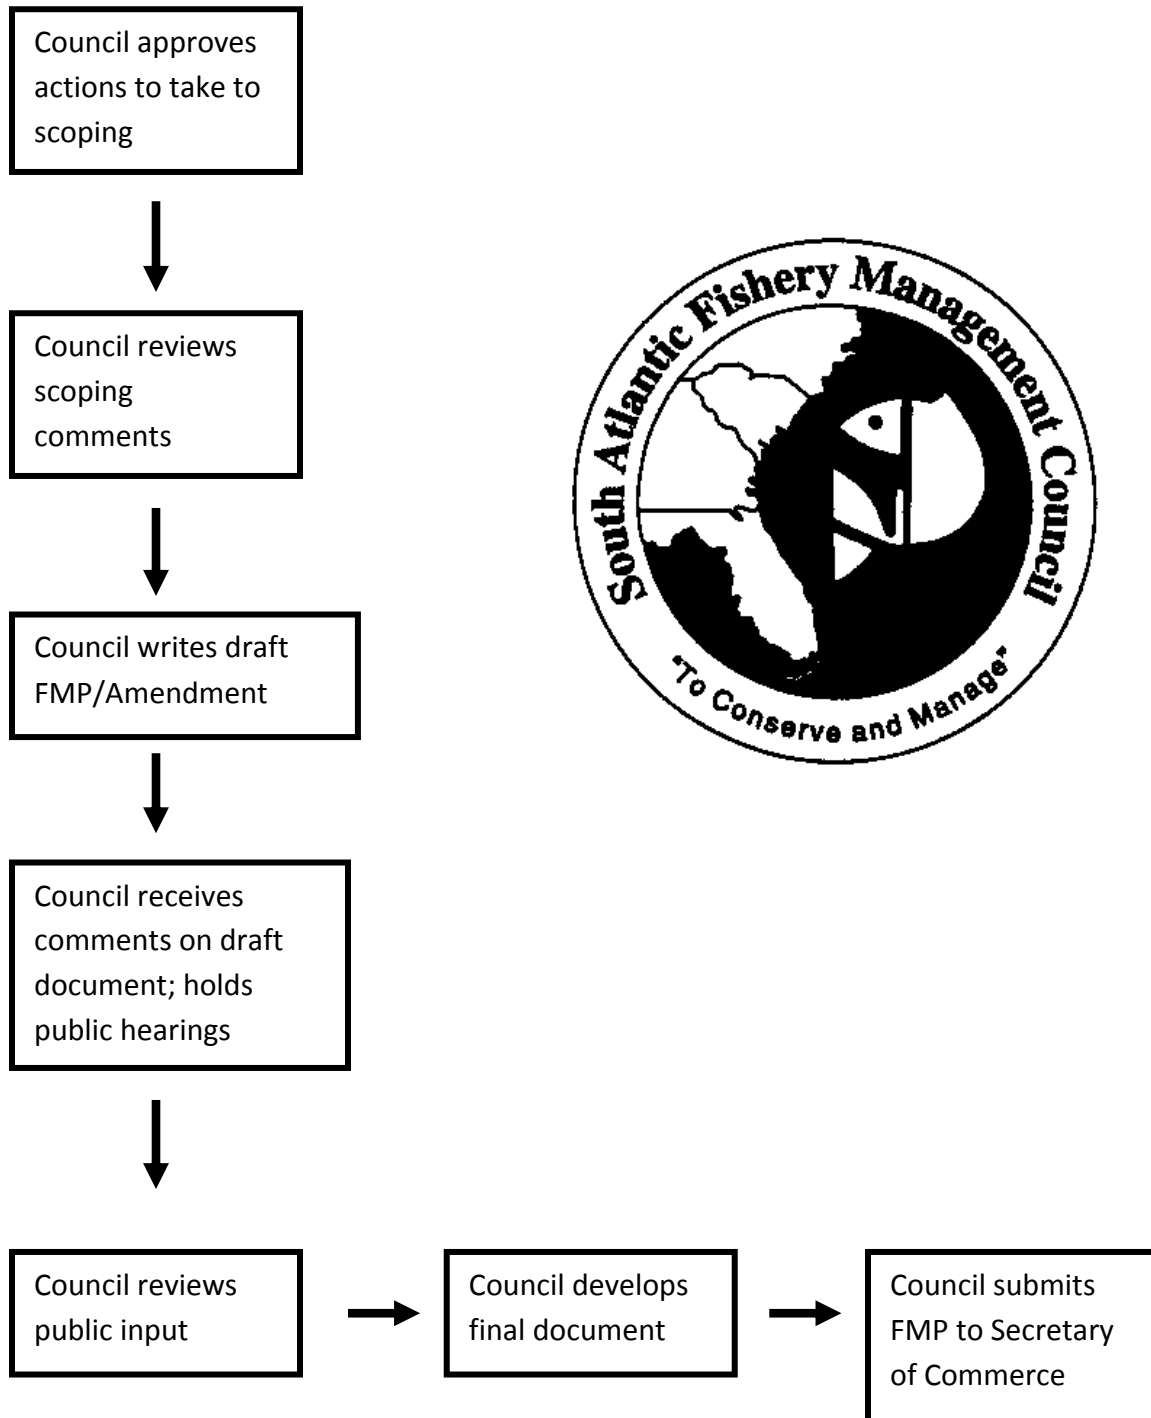 Council approves
actions to take to
scoping
Council reviews
scoping
comments
Council writes draft
FMP/Amendment
Council receives
comments on draft
document; holds
public hearings
Council reviews
public input
Council develops
final document
Council submits
FMP to Secretary
of Commerce
South Atlantic Fishery Management Council
"To Conserve and Manage"